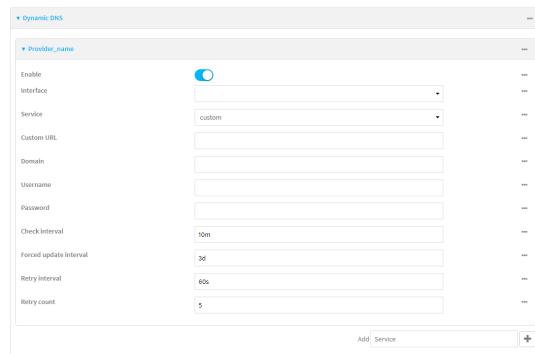 Dynamic DNS
Provider_name
Enable
Interface
Service custom
Custom URL
Domain
Username
Password
Check interval 10m
Forced update interval 3d
Retry interval 60s
Retry count 5
Add Service